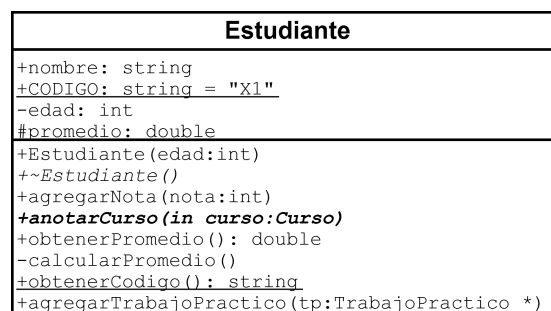 Estudiante
+nombre: string
+CODIGO: string = "X1"
-edad: int
#promedio: double
+Estudiante(edad:int)
+~Estudiante()
+agregarNota(nota:int)
+anotarCurso(in curso:Curso)
+obtenerPromedio(): double
-calcularPromedio()
+obtenerCodigo(): string
+agregarTrabajoPractico(tp:TrabajoPractico *)